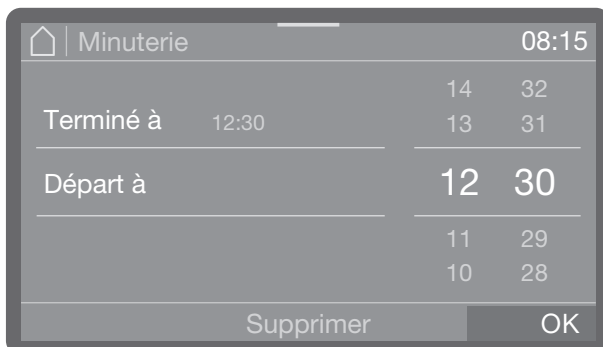 Minuterie 08:15
14 32
Terminé à 12:30 13 31
Départ à 12 30
11 29
10 28
Supprimer OK